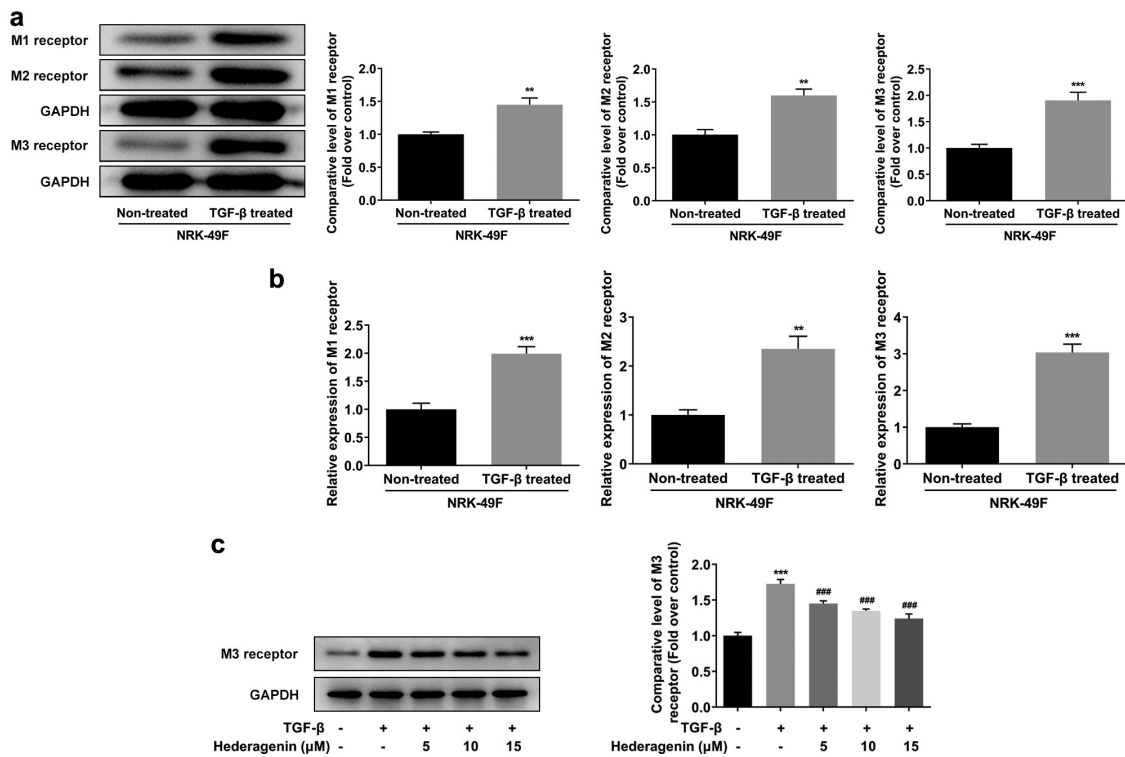 a
M1 receptor
M2 receptor
GAPDH
M3 receptor
GAPDH
Non-treated TGF-β treated
NRK-49F
Comparative level of M1 receptor
(Fold over control)
2.0
1.5
1.0
0.5
0.0
**
Non-treated TGF-β treated
NRK-49F
Comparative level of M2 receptor
(Fold over control)
2.0
1.5
1.0
0.5
0.0
**
Non-treated TGF-β treated
NRK-49F
Comparative level of M3 receptor
(Fold over control)
2.5
2.0
1.5
1.0
0.5
0.0
***
Non-treated TGF-β treated
NRK-49F
b
Relative expression of M1 receptor
2.5
2.0
1.5
1.0
0.5
0.0
***
Non-treated TGF-β treated
NRK-49F
Relative expression of M2 receptor
3
2
1
0
**
Non-treated TGF-β treated
NRK-49F
Relative expression of M3 receptor
4
3
2
1
0
***
Non-treated TGF-β treated
NRK-49F
c
M3 receptor
GAPDH
TGF-β - + + + +
Hederagenin (μM) - - 5 10 15
Comparative level of M3
receptor (Fold over control)
2.0
1.5
1.0
0.5
0.0
*** ### ### ###
TGF-β - + + + +
Hederagenin (μM) - - 5 10 15